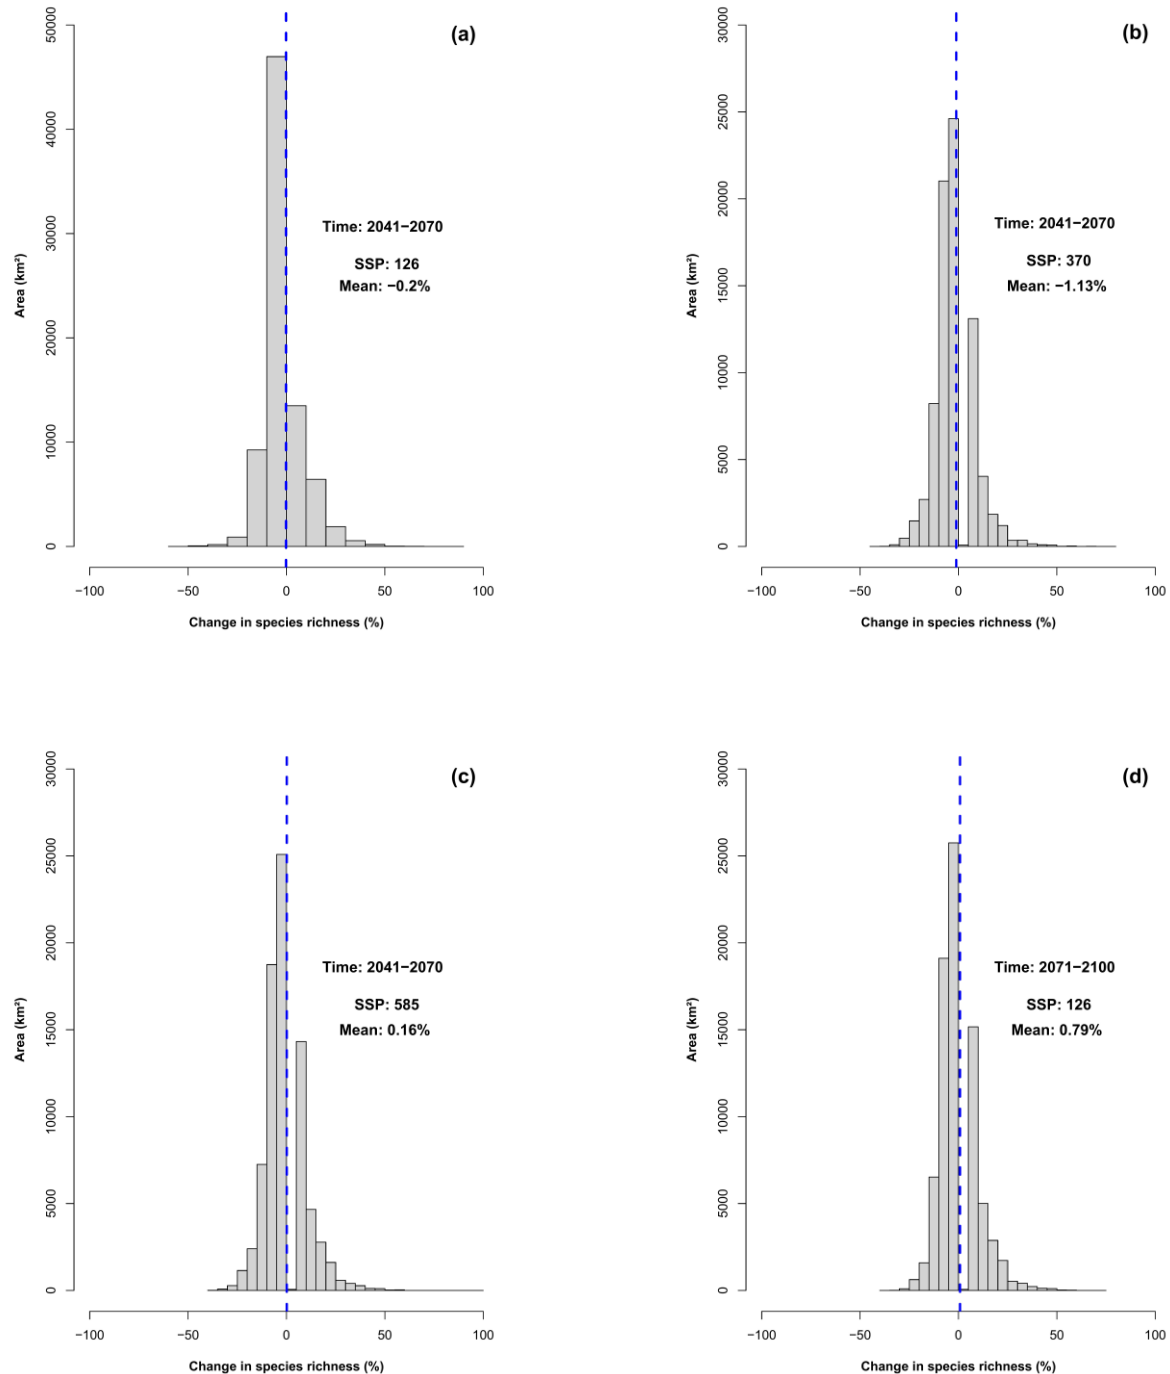 (a)
50000
40000
30000
20000
10000
0
Area (km²)
Time: 2041−2070
SSP: 126
Mean: −0.2%
−100
−50
0
50
100
Change in species richness (%)
(b)
30000
25000
20000
15000
10000
5000
0
Area (km²)
Time: 2041−2070
SSP: 370
Mean: −1.13%
−100
−50
0
50
100
Change in species richness (%)
(c)
30000
25000
20000
15000
10000
5000
0
Area (km²)
Time: 2041−2070
SSP: 585
Mean: 0.16%
−100
−50
0
50
100
Change in species richness (%)
(d)
30000
25000
20000
15000
10000
5000
0
Area (km²)
Time: 2071−2100
SSP: 126
Mean: 0.79%
−100
−50
0
50
100
Change in species richness (%)